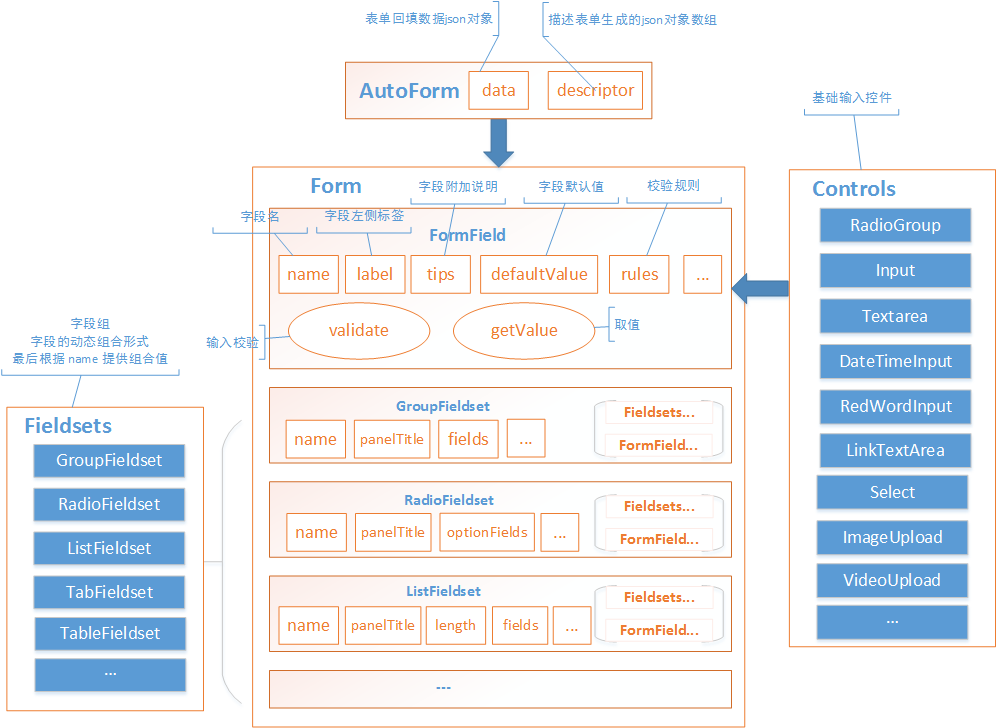 表单回填数据json对象
描述表单生成的json对象数组
AutoForm
data
descriptor
基础输入控件
Form
字段附加说明
字段默认值
校验规则
字段名
字段左侧标签
FormField
name
label
tips
defaultValue
rules
...
validate
getValue
输入校验
取值
字段组
字段的动态组合形式
最后根据 name 提供组合值
Fieldsets
GroupFieldset
RadioFieldset
ListFieldset
TabFieldset
TableFieldset
...
GroupFieldset
name
panelTitle
fields
...
Fieldsets...
FormField...
RadioFieldset
name
panelTitle
optionFields
...
Fieldsets...
FormField...
ListFieldset
name
panelTitle
length
fields
...
Fieldsets...
FormField...
---
Controls
RadioGroup
Input
Textarea
DateTimeInput
RedWordInput
LinkTextArea
Select
ImageUpload
VideoUpload
...